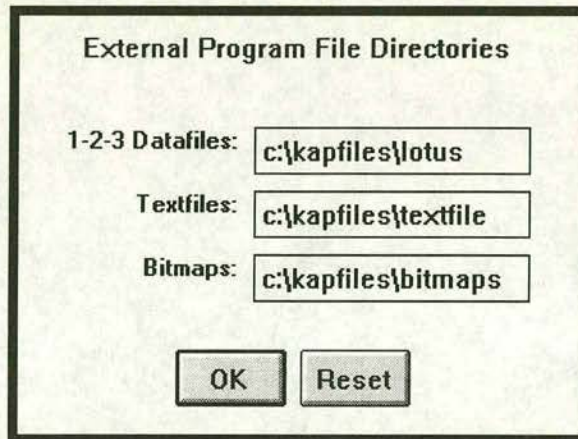 External Program File Directories
1-2-3 Datafiles: c:\kapfiles\lotus
Textfiles: c:\kapfiles\textfile
Bitmaps: c:\kapfiles\bitmaps
OK Reset